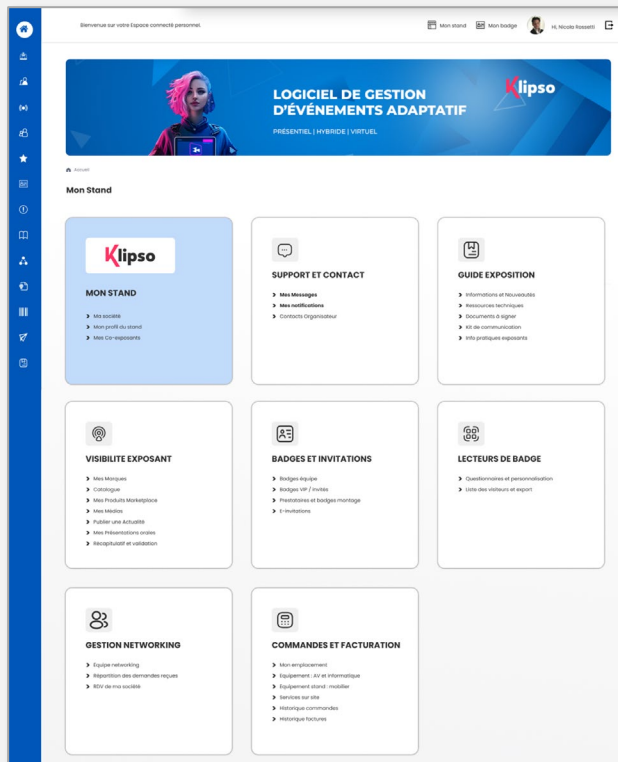 Bienvenue sur votre Espace connecté personnel.
Mon stand
Mon badge
Hi, Nicola Rossetti
LOGICIEL DE GESTION
D'ÉVÉNEMENTS ADAPTATIF
PRÉSENTIEL | HYBRIDE | VIRTUEL
Klipso
Accueil
Mon Stand
Klipso
MON STAND
Ma société
Mon profil du stand
Mes Co-exposants
SUPPORT ET CONTACT
Mes Messages
Mes notifications
Contacts Organisateur
GUIDE EXPOSITION
Informations et Nouveautés
Ressources techniques
Documents à signer
Kit de communication
Info pratiques exposants
VISIBILITE EXPOSANT
Mes Marques
Catalogue
Mes Produits Marketplace
Mes Médias
Publier une Actualité
Mes Présentations orales
Récapitulatif et validation
BADGES ET INVITATIONS
Badges équipe
Badges VIP / Invités
Prestataires et badges montage
E-Invitations
LECTEURS DE BADGE
Questionnaires et personnalisation
Liste des visiteurs et export
GESTION NETWORKING
Equipe networking
Répartition des demandes reçues
RDV de ma société
COMMANDES ET FACTURATION
Mon emplacement
Equipement : AV et informatique
Equipement stand : mobilier
Services sur site
Historique commandes
Historique factures